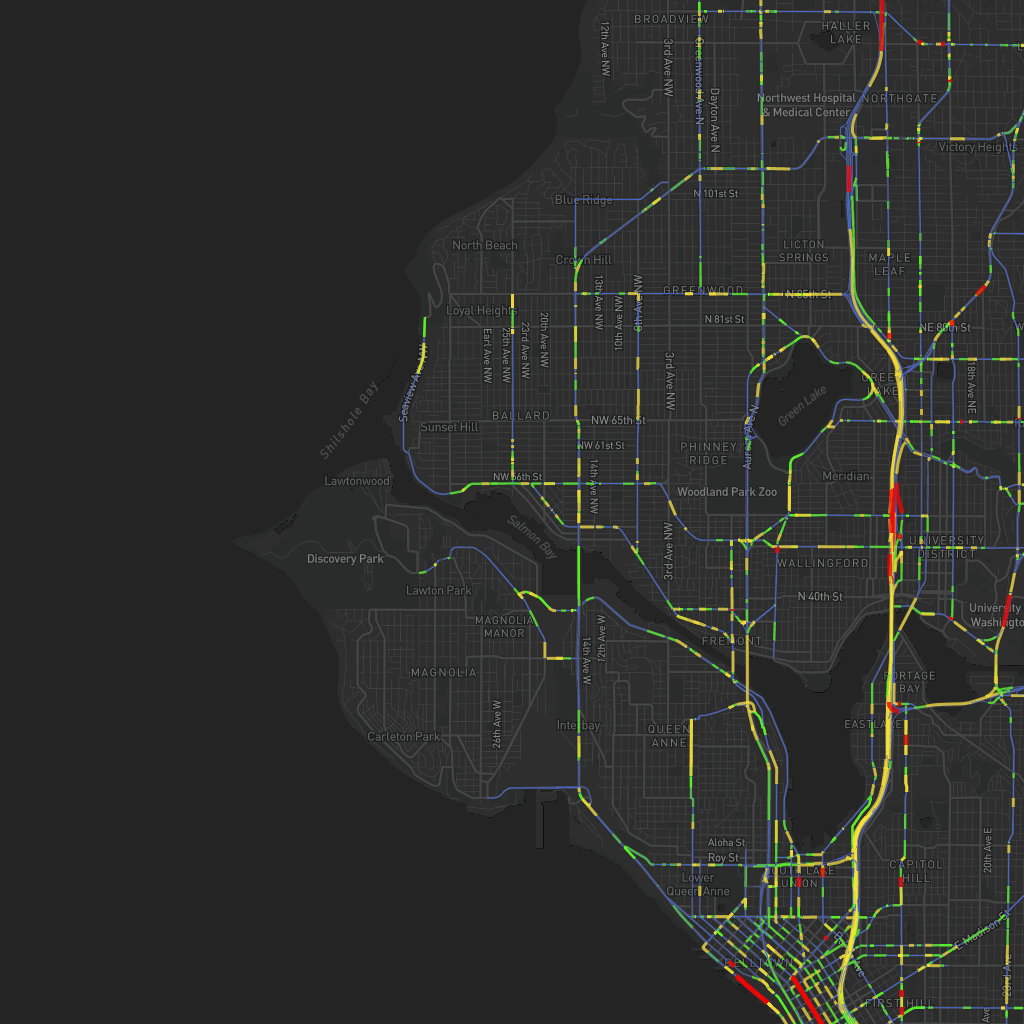 BROADVIEW
HALLER
LAKE
12th Ave NW
3rd Ave NW
Greenwood Ave N
Dayton Ave N
Northwest Hospital
& Medical Center
NORTHGATE
Victory Heights
Blue Ridge
N 101st St
North Beach
Crown Hill
LICTON
SPRINGS
MAPLE
LEAF
13th Ave NW
10th Ave NW
8th Ave NW
GREENWOOD
N 85th St
Loyal Heights
N 81st St
NE 80th St
Earl Ave NW
25th Ave NW
23rd Ave NW
20th Ave NW
3rd Ave NW
Seaview Ave NW
Shilshole Bay
GREEN
LAKE
18th Ave NE
Green Lake
BALLARD
NW 65th St
Sunset Hill
NW 61st St
Aurora Ave N
PHINNEY
RIDGE
14th Ave NW
Lawtonwood
NW 56th St
Woodland Park Zoo
Meridian
Salmon Bay
3rd Ave NW
UNIVERSITY
DISTRICT
Discovery Park
WALLINGFORD
Lawton Park
N 40th St
University
Washington
MAGNOLIA
MANOR
FREMONT
14th Ave W
12th Ave W
MAGNOLIA
PORTAGE
BAY
26th Ave W
Interbay
QUEEN
ANNE
EASTLAKE
Carleton Park
Aloha St
Roy St
20th Ave E
CAPITOL
HILL
SOUTH LAKE
UNION
Lower
Queen Anne
E Madison St
BELLTOWN
23rd Ave
FIRST HILL
Ave